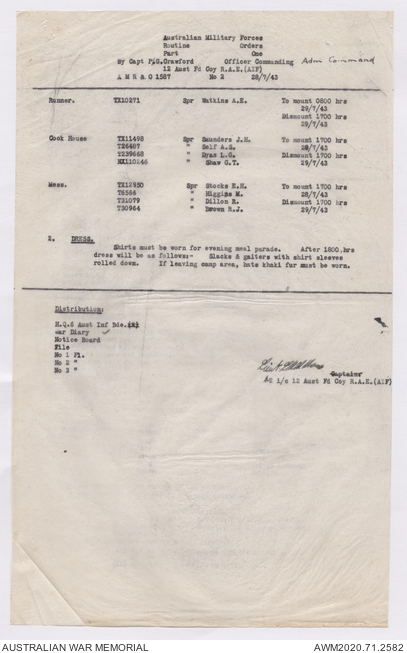 Australian Military Forces
Routine Orders
Part One
By Capt P.G.Crawford Officer Commanding Adm Command
12 Aust Fd Coy R.A.E.(AIF)
A M R & O 1587 No 2 28/7/43
Runner. TX10271 Spr Watkins A.E. To mount 0800 hrs
29/7/43
Dismount 1700 hrs
29/7/43
Cook House TX11498 Spr Saunders J.H. To mount 1700 hrs
T26487 " Self A.S. 28/7/43
T239668 " Dyas L.G. Dismount 1700 hrs
NX110246 " Shaw G.T. 29/7/43
Mess. TX12930 Spr Stocks E.H. To mount 1700 hrs
T6566 " Higgins M. 28/7/43
T31079 " Dillon R. Dismount 1700 hrs
T30964 " Brown R.J. 29/7/43
2. DRESS.
Shirts must be worn for evening meal parade. After 1800 hrs
dress will be as follows:- Slacks & gaiters with shirt sleeves
rolled down. If leaving camp area, hats khaki fur must be worn.
Distribution:
H.Q.6 Aust Inf Bde.
War Diary
Notice Board
File
No 1 Pl.
No 2 "
No 3 "
Lieut
Captain
i/c 12 Aust Fd Coy R.A.E.(AIF)
AUSTRALIAN WAR MEMORIAL AWM2020.71.2582